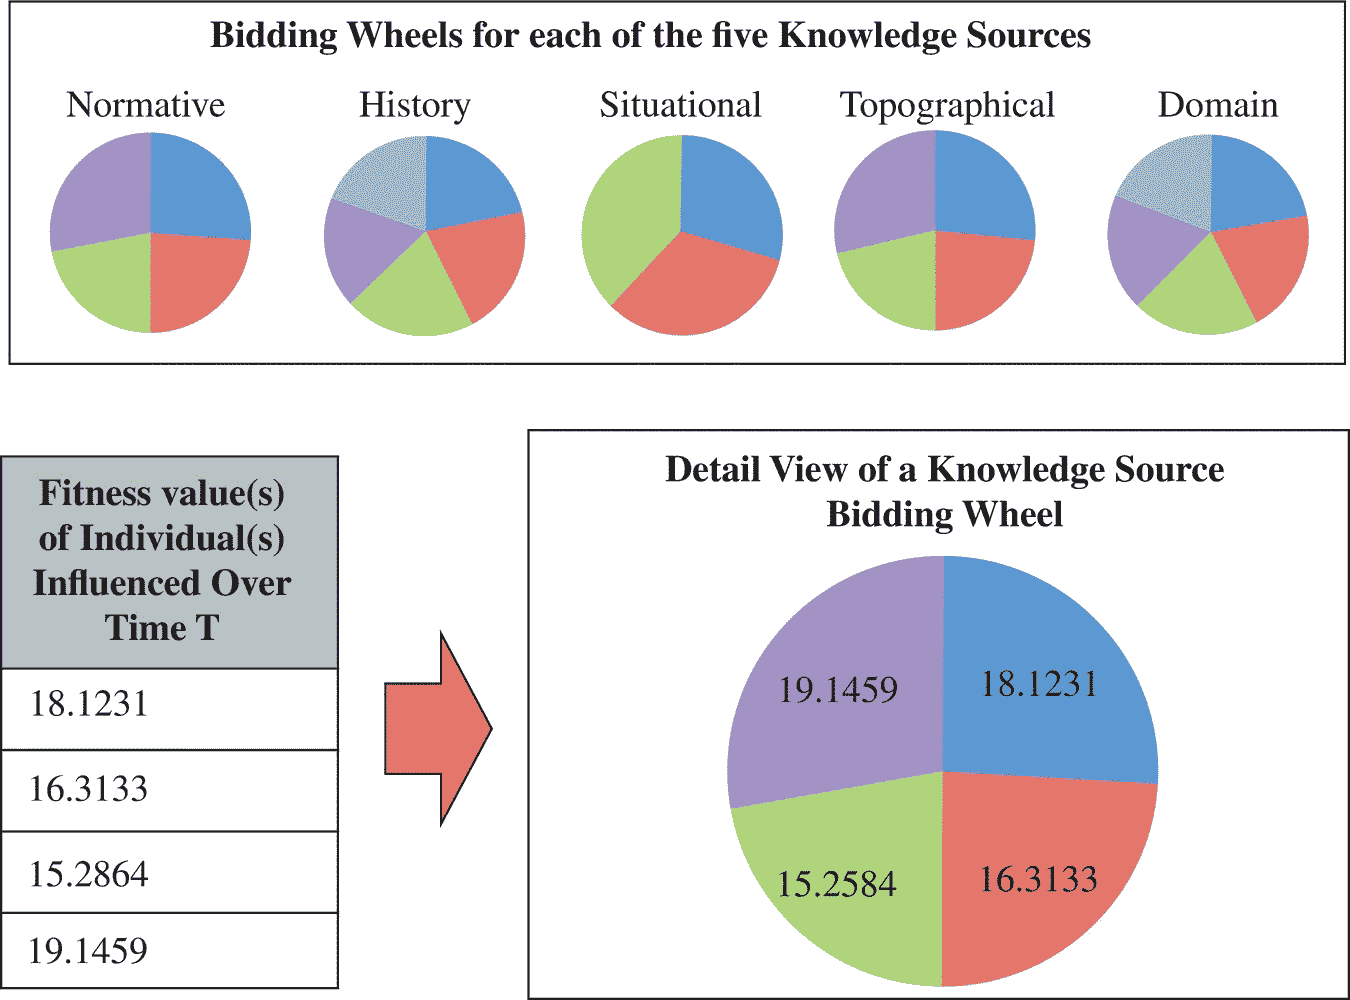 Bidding Wheels for each of the five Knowledge Sources
Normative
History
Situational
Topographical
Domain
Fitness value(s)
of Individual(s)
Influenced Over
Time T
18.1231
16.3133
15.2864
19.1459
Detail View of a Knowledge Source
Bidding Wheel
19.1459
18.1231
15.2584
16.3133